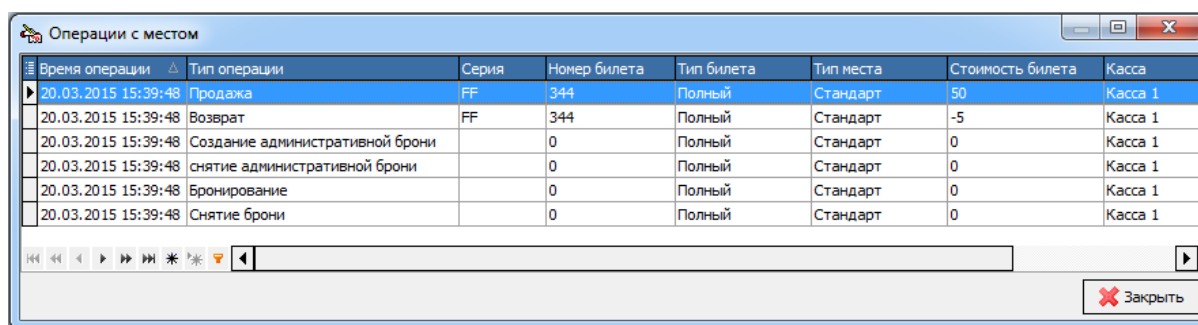 Операции с местом
Время операции Тип операции Серия Номер билета Тип билета Тип места Стоимость билета Касса
20.03.2015 15:39:48 Продажа FF 344 Полный Стандарт 50 Касса 1
20.03.2015 15:39:48 Возврат FF 344 Полный Стандарт -5 Касса 1
20.03.2015 15:39:48 Создание административной брони 0 Полный Стандарт 0 Касса 1
20.03.2015 15:39:48 снятие административной брони 0 Полный Стандарт 0 Касса 1
20.03.2015 15:39:48 Бронирование 0 Полный Стандарт 0 Касса 1
20.03.2015 15:39:48 Снятие брони 0 Полный Стандарт 0 Касса 1
Закрыть